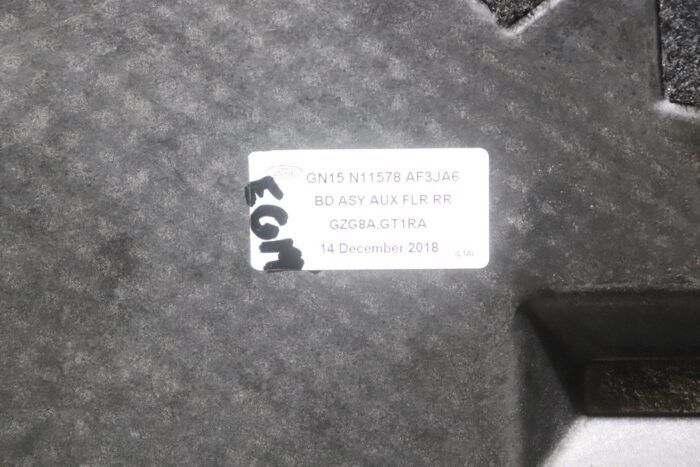 GN15 N11578 AF3JA6
BD ASY AUX FLR RR
GZG8A,GT1RA
14 December 2018
EGM